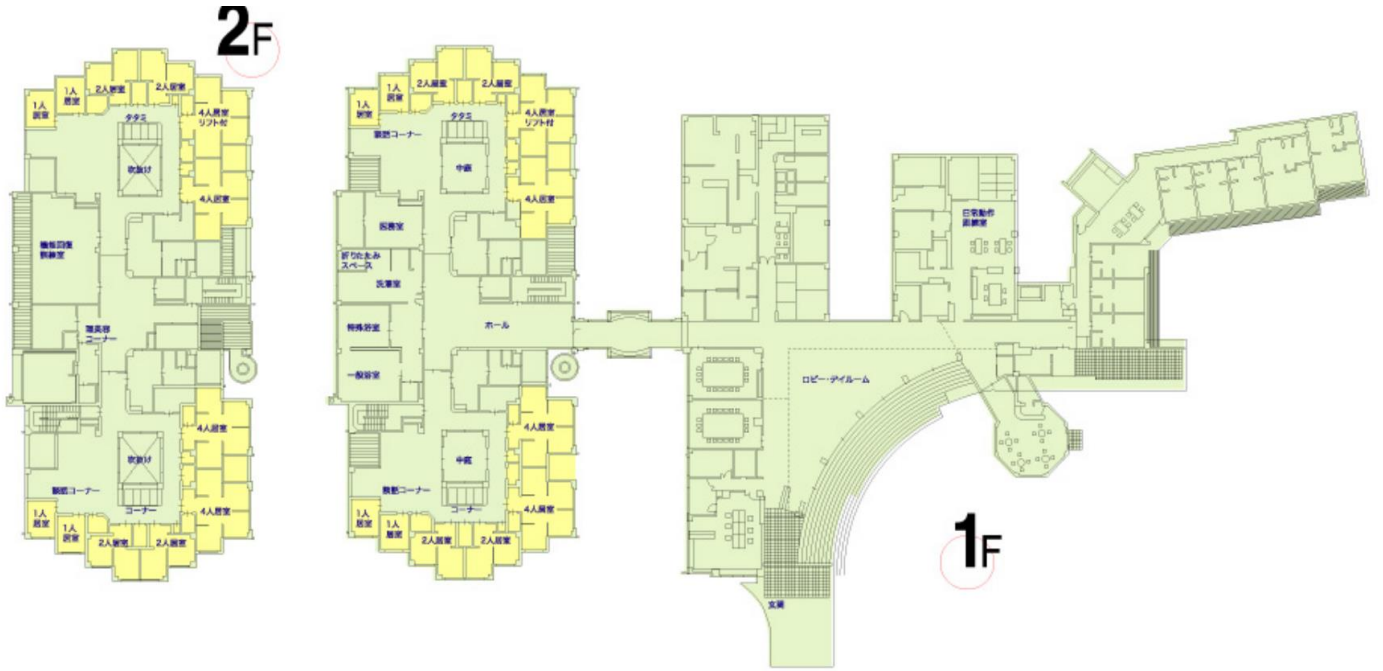 2F
1人
居室
1人
居室
2人居室
2人居室
4人居室
リフト付
タタミ
吹抜け
4人居室
機能回復
訓練室
理美容
コーナー
4人居室
吹抜け
談話コーナー
コーナー
4人居室
1人
居室
1人
居室
2人居室
2人居室
1人
居室
1人
居室
2人居室
2人居室
4人居室
リフト付
タタミ
談話コーナー
中庭
4人居室
医務室
折りたたみ
スペース
洗濯室
特殊浴室
ホール
一般浴室
4人居室
中庭
談話コーナー
コーナー
4人居室
1人
居室
1人
居室
2人居室
2人居室
日常動作
訓練室
ロビー・デイルーム
玄関
1F